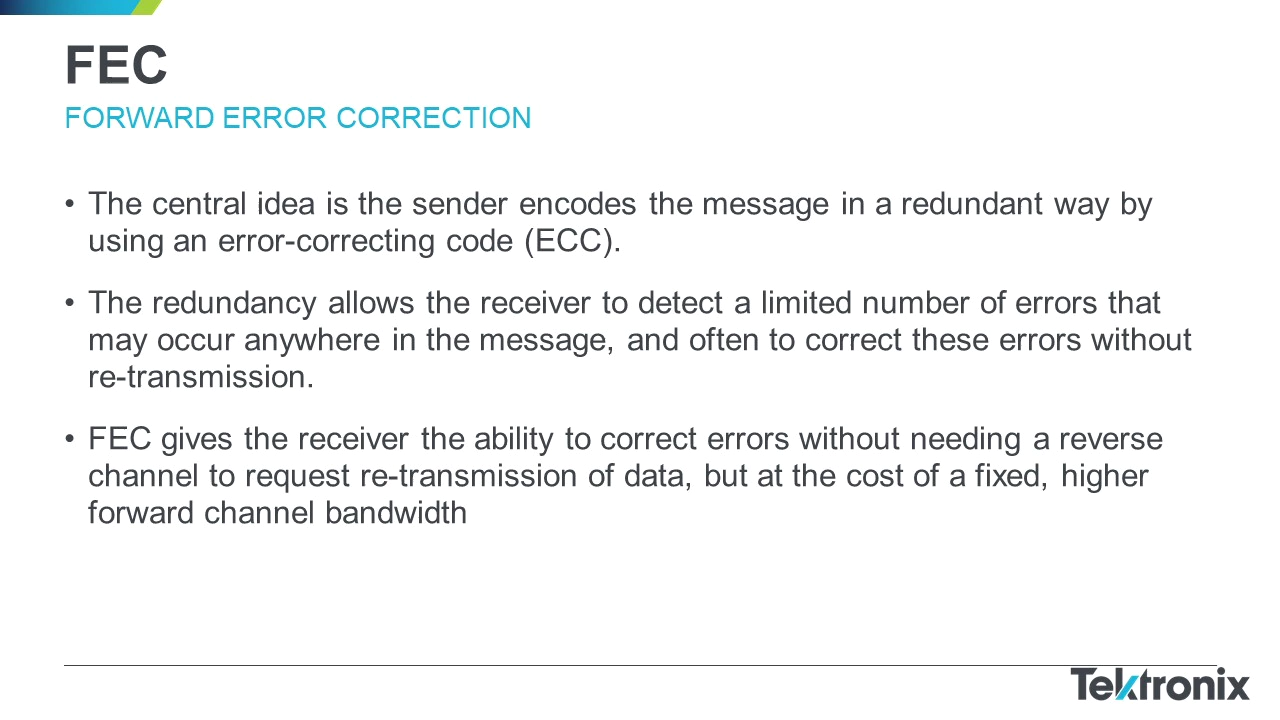 FEC
FORWARD ERROR CORRECTION
• The central idea is the sender encodes the message in a redundant way by
using an error-correcting code (ECC).
• The redundancy allows the receiver to detect a limited number of errors that
may occur anywhere in the message, and often to correct these errors without
re-transmission.
• FEC gives the receiver the ability to correct errors without needing a reverse
channel to request re-transmission of data, but at the cost of a fixed, higher
forward channel bandwidth
Tektronix